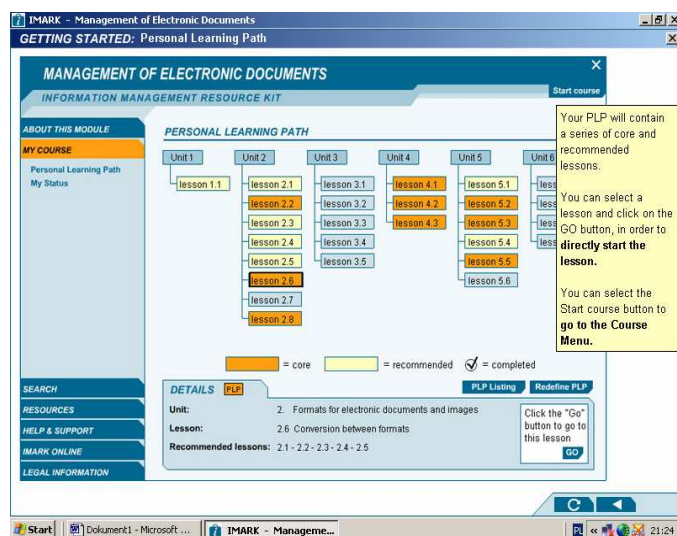 IMARK - Management of Electronic Documents
GETTING STARTED: Personal Learning Path
MANAGEMENT OF ELECTRONIC DOCUMENTS
INFORMATION MANAGEMENT RESOURCE KIT
Start course
ABOUT THIS MODULE
MY COURSE
Personal Learning Path
My Status
SEARCH
RESOURCES
HELP & SUPPORT
IMARK ONLINE
LEGAL INFORMATION
PERSONAL LEARNING PATH
Unit 1
lesson 1.1
Unit 2
lesson 2.1
lesson 2.2
lesson 2.3
lesson 2.4
lesson 2.5
lesson 2.6
lesson 2.7
lesson 2.8
Unit 3
lesson 3.1
lesson 3.2
lesson 3.3
lesson 3.4
lesson 3.5
Unit 4
lesson 4.1
lesson 4.2
lesson 4.3
Unit 5
lesson 5.1
lesson 5.2
lesson 5.3
lesson 5.4
lesson 5.5
lesson 5.6
Unit 6
Your PLP will contain
a series of core and
recommended
lessons.
You can select a
lesson and click on the
GO button, in order to
directly start the
lesson.
You can select the
Start course button to
go to the Course
Menu.
= core = recommended = completed
DETAILS PLP
PLP Listing Redefine PLP
Unit: 2. Formats for electronic documents and images
Lesson: 2.6 Conversion between formats
Recommended lessons: 2.1 - 2.2 - 2.3 - 2.4 - 2.5
Click the "Go"
button to go to
this lesson
GO
Start Dokument1 - Microsoft ... IMARK - Manageme... PL « 21:24